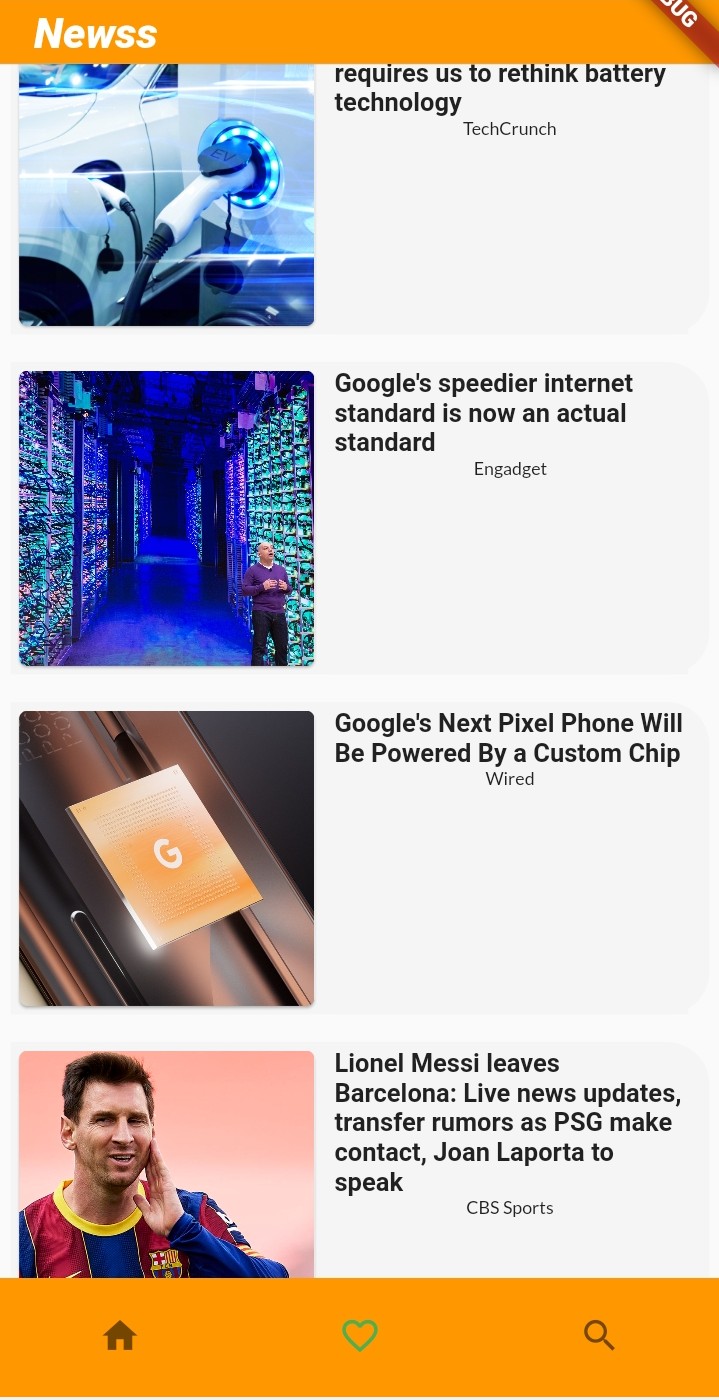 Newss
UG
requires us to rethink battery
technology
TechCrunch
EV
Google's speedier internet
standard is now an actual
standard
Engadget
Google's Next Pixel Phone Will
Be Powered By a Custom Chip
Wired
G
Lionel Messi leaves
Barcelona: Live news updates,
transfer rumors as PSG make
contact, Joan Laporta to
speak
CBS Sports